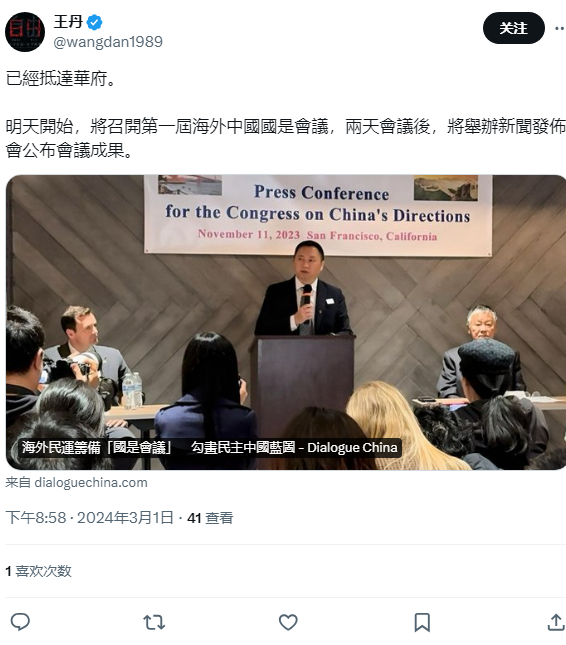 自由
王丹
@wangdan1989
关注
已經抵達華府。
明天開始，將召開第一屆海外中國國是會議，兩天會議後，將舉辦新聞發佈
會公布會議成果。
Press Conference
for the Congress on China's Directions
November 11, 2023 San Francisco, California
海外民運籌備「國是會議」 勾畫民主中國藍圖 - Dialogue China
来自 dialoguechina.com
下午8:58 · 2024年3月1日 · 41 查看
1 喜欢次数